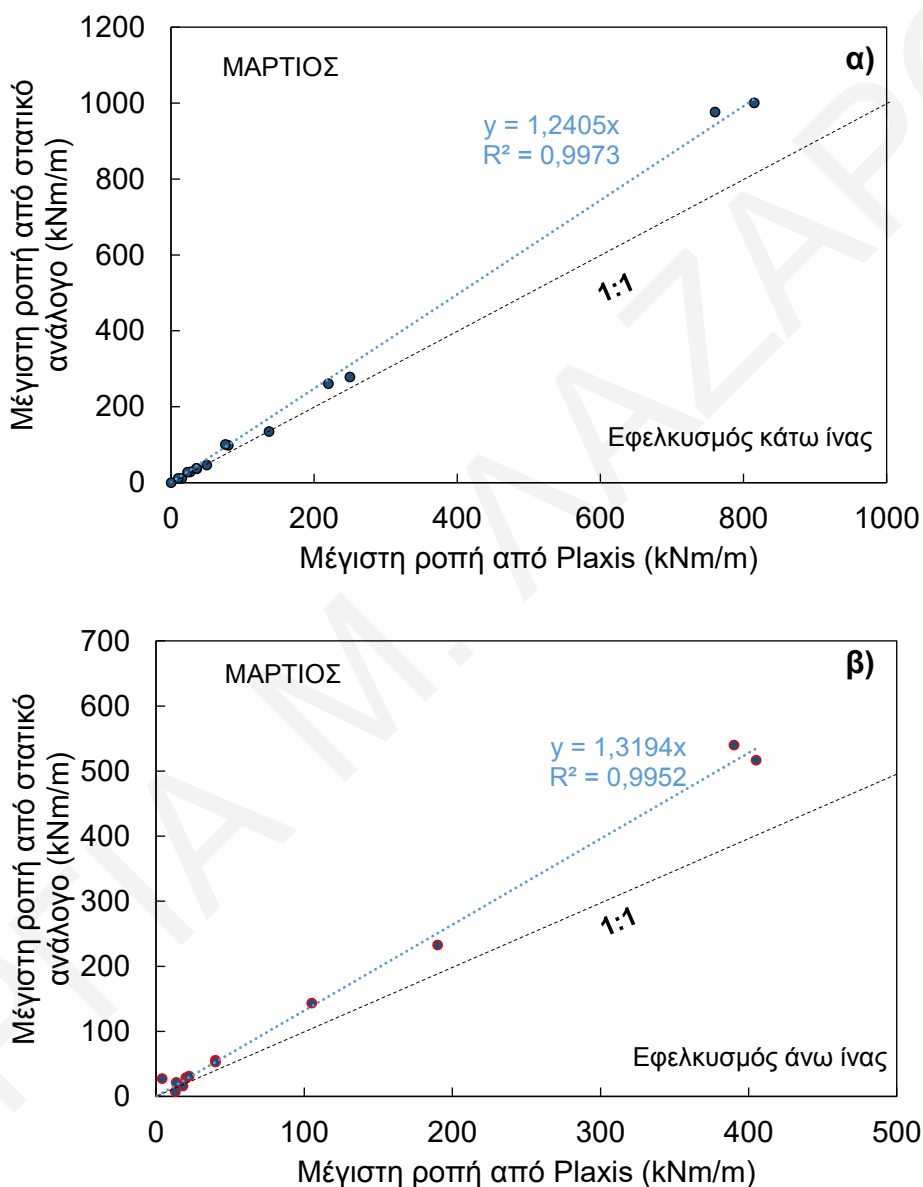 1200
1000
800
600
400
200
0
ΜΑΡΤΙΟΣ
α)
y = 1,2405x
R² = 0,9973
1:1
Εφελκυσμός κάτω ίνας
0 200 400 600 800 1000
Μέγιστη ροπή από Plaxis (kNm/m)
Μέγιστη ροπή από στατικό
ανάλογο (kNm/m)
700
600
500
400
300
200
100
0
ΜΑΡΤΙΟΣ
β)
y = 1,3194x
R² = 0,9952
1:1
Εφελκυσμός άνω ίνας
0 100 200 300 400 500
Μέγιστη ροπή από Plaxis (kNm/m)
Μέγιστη ροπή από στατικό
ανάλογο (kNm/m)